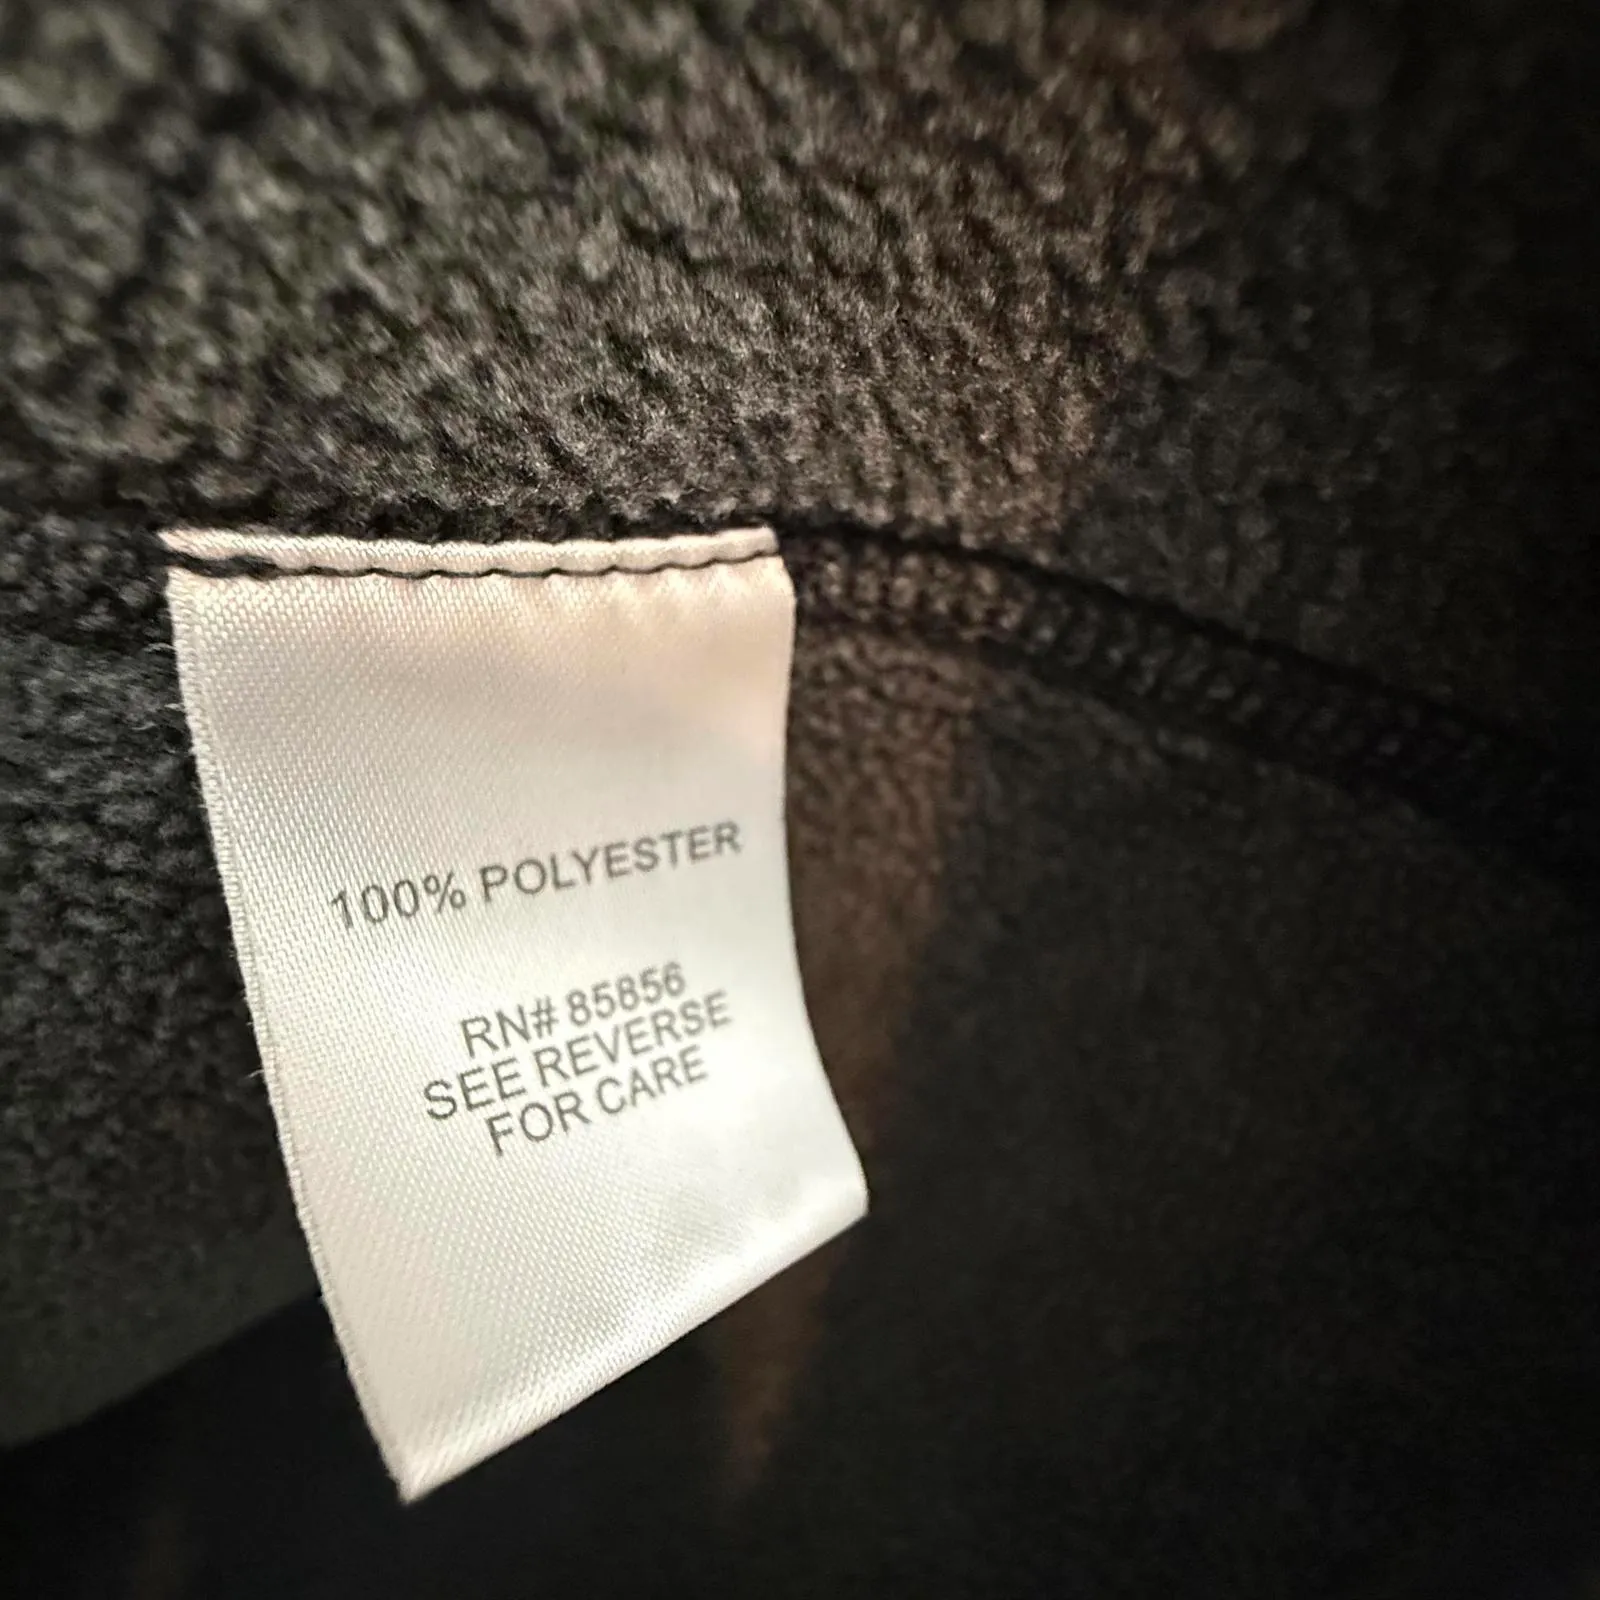 100% POLYESTER
RN# 85856
SEE REVERSE
FOR CARE